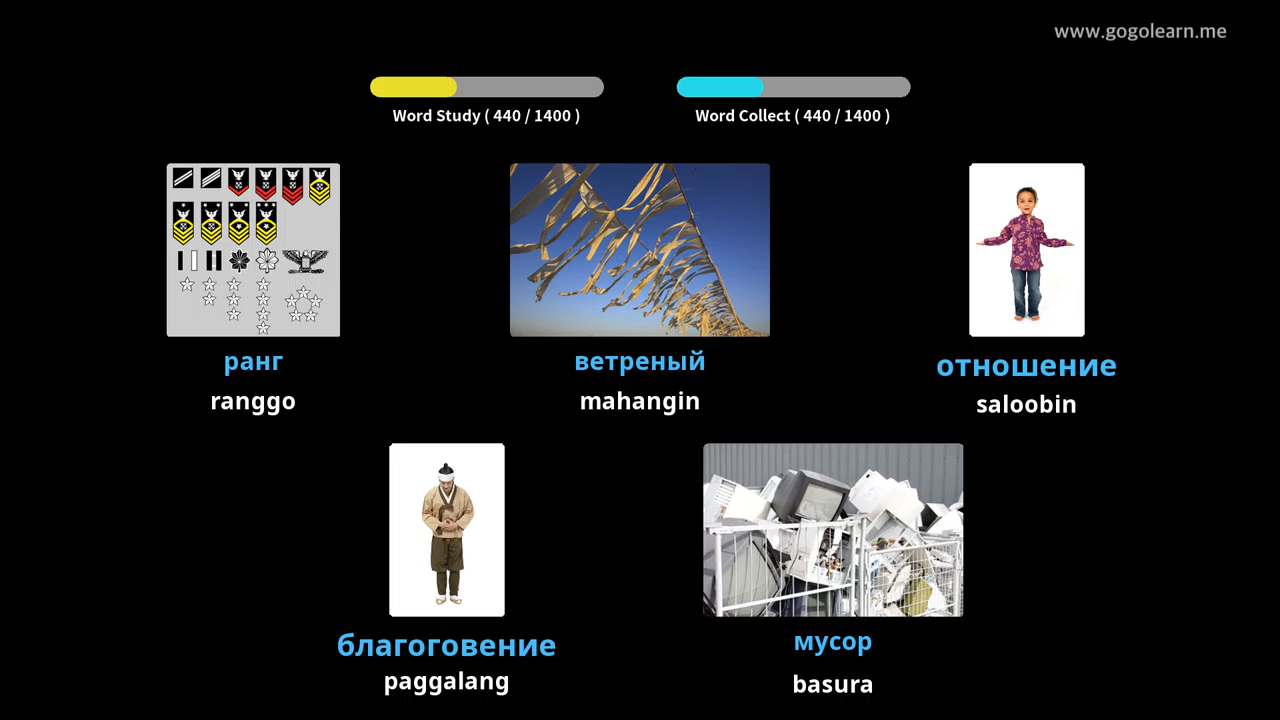 www.gogolearn.me
Word Study ( 440 / 1400 )
Word Collect ( 440 / 1400 )
ранг
ranggo
ветреный
mahangin
отношение
saloobin
благоговение
paggalang
мусор
basura